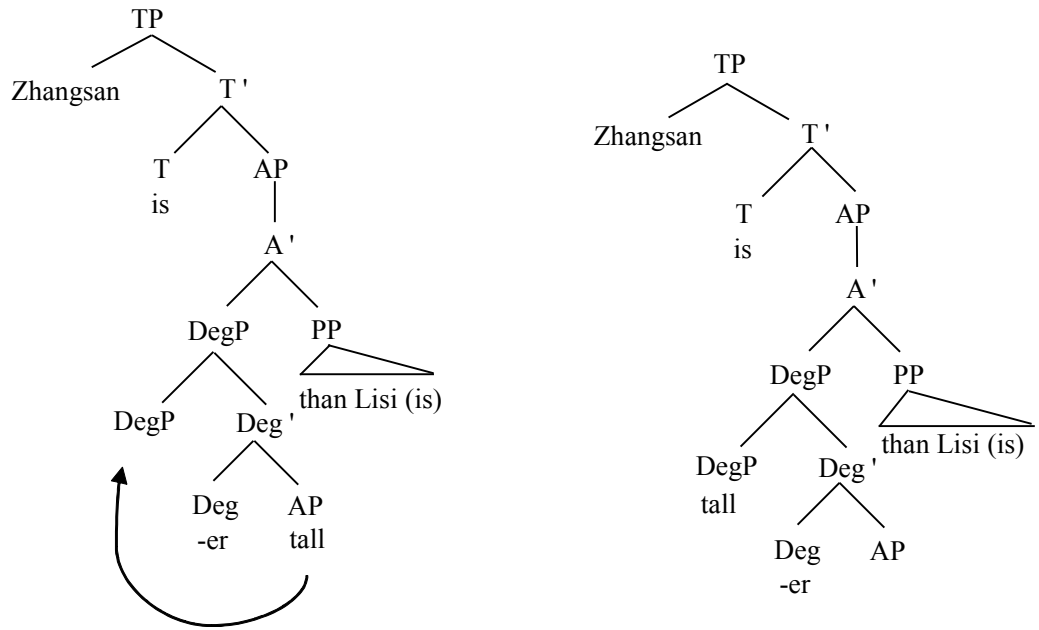 TP
Zhangsan T '
T AP
is
A '
DegP PP
than Lisi (is)
DegP Deg '
Deg AP
-er tall
TP
Zhangsan T '
T AP
is
A '
DegP PP
than Lisi (is)
DegP Deg '
tall
Deg AP
-er